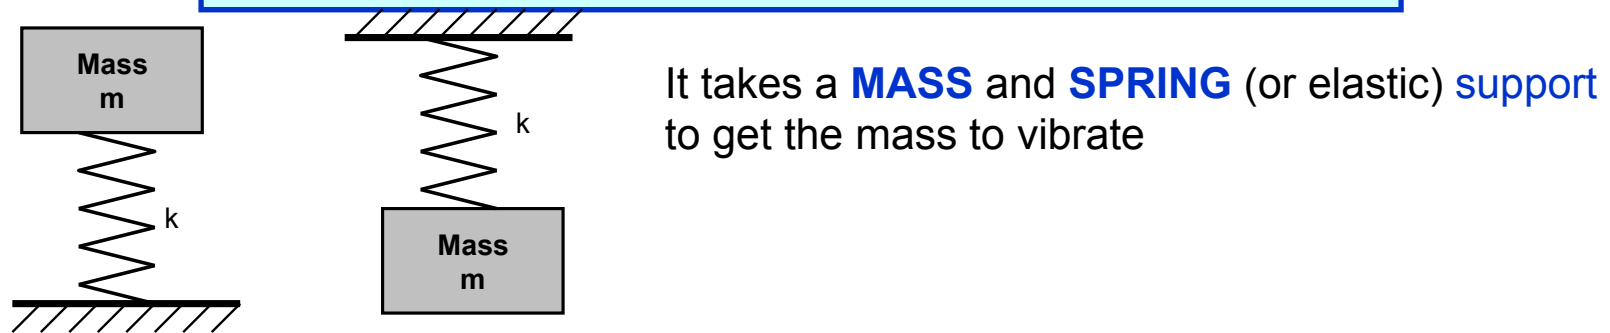 Mass
m
k
k
Mass
m
It takes a MASS and SPRING (or elastic) support
to get the mass to vibrate